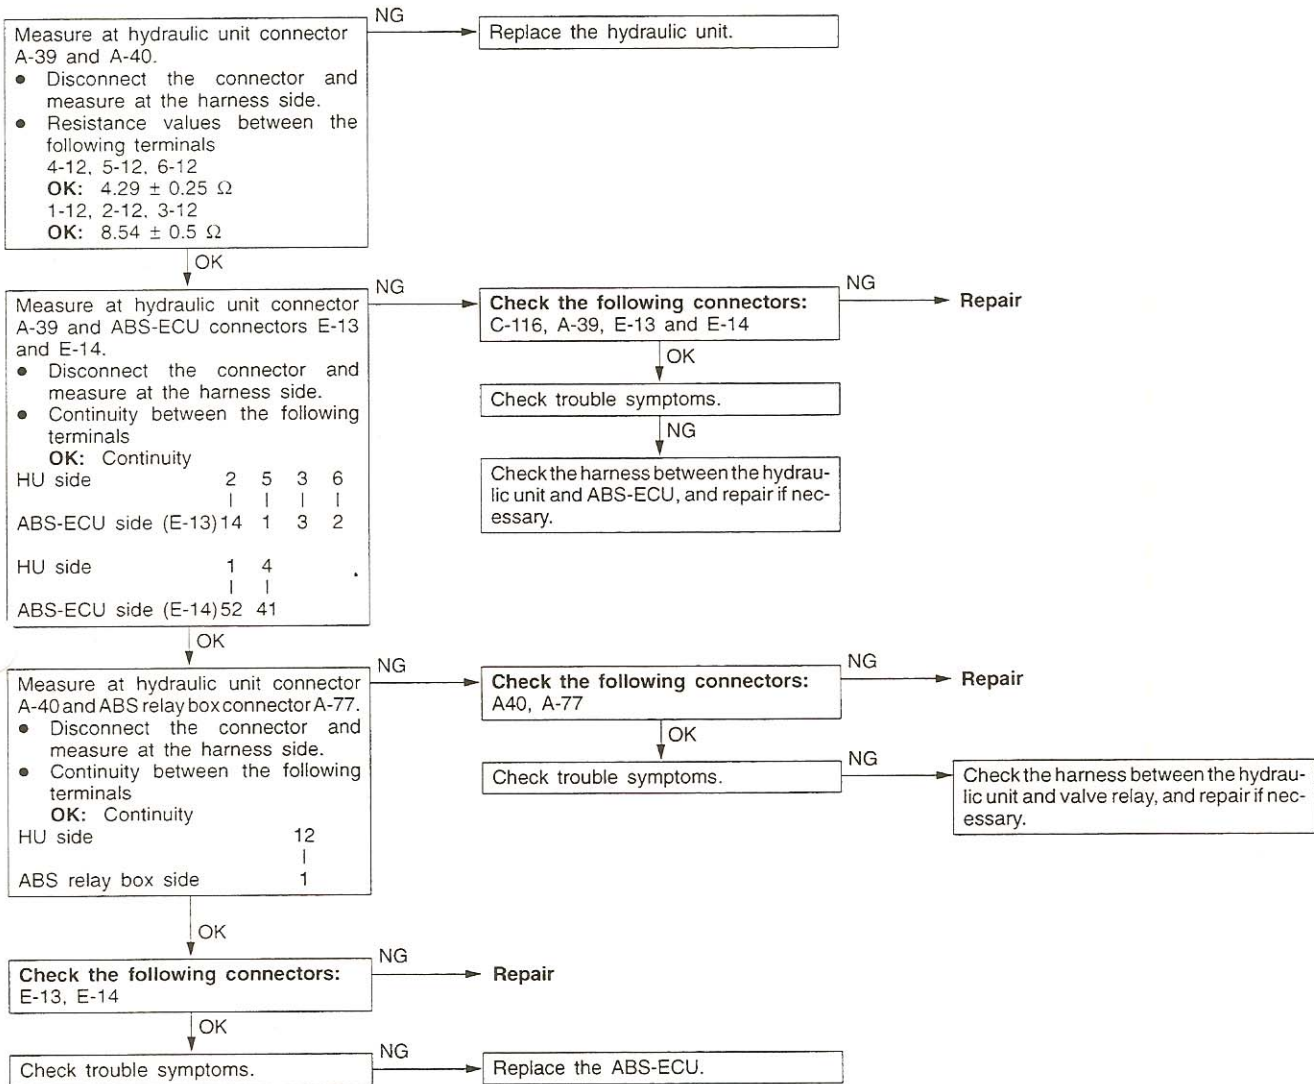 Measure at hydraulic unit connector
A-39 and A-40.
● Disconnect the connector and
measure at the harness side.
● Resistance values between the
following terminals
4-12, 5-12, 6-12
OK: 4.29 ± 0.25 Ω
1-12, 2-12, 3-12
OK: 8.54 ± 0.5 Ω
NG
Replace the hydraulic unit.
OK
Measure at hydraulic unit connector
A-39 and ABS-ECU connectors E-13
and E-14.
● Disconnect the connector and
measure at the harness side.
● Continuity between the following
terminals
OK: Continuity
HU side 2 5 3 6
ABS-ECU side (E-13) 14 1 3 2
HU side 1 4
ABS-ECU side (E-14) 52 41
NG
Check the following connectors:
C-116, A-39, E-13 and E-14
NG
Repair
OK
Check trouble symptoms.
NG
Check the harness between the hydrau-
lic unit and ABS-ECU, and repair if nec-
essary.
OK
Measure at hydraulic unit connector
A-40 and ABS relay box connector A-77.
● Disconnect the connector and
measure at the harness side.
● Continuity between the following
terminals
OK: Continuity
HU side 12
ABS relay box side 1
NG
Check the following connectors:
A40, A-77
NG
Repair
OK
Check trouble symptoms.
NG
Check the harness between the hydrau-
lic unit and valve relay, and repair if nec-
essary.
OK
Check the following connectors:
E-13, E-14
NG
Repair
OK
Check trouble symptoms.
NG
Replace the ABS-ECU.